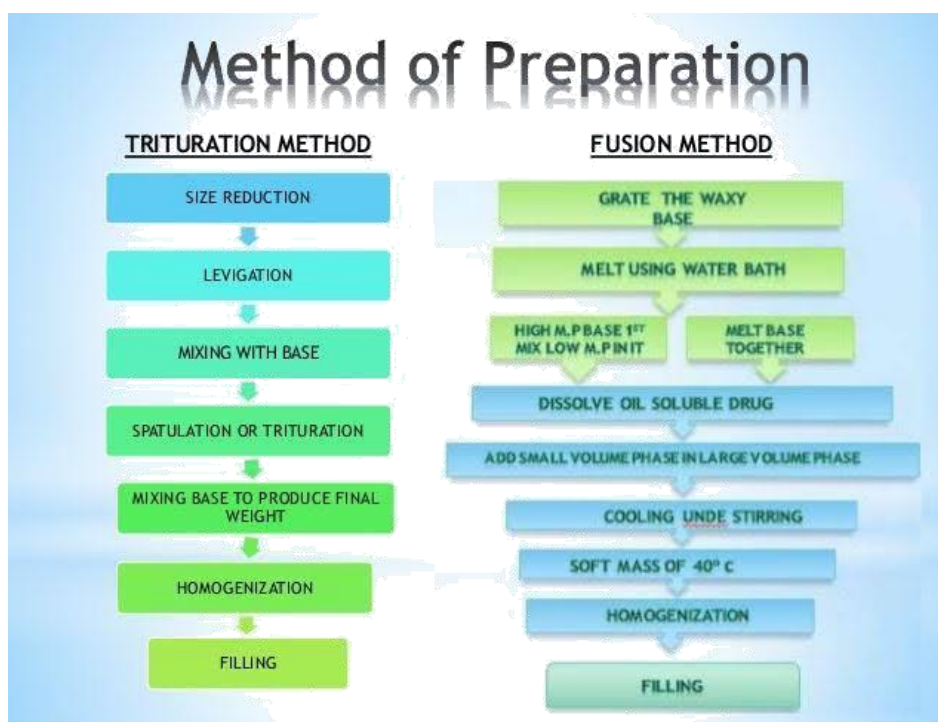 Method of Preparation
TRITURATION METHOD
SIZE REDUCTION
LEVIGATION
MIXING WITH BASE
SPATULATION OR TRITURATION
MIXING BASE TO PRODUCE FINAL
WEIGHT
HOMOGENIZATION
FILLING
FUSION METHOD
GRATE THE WAXY
BASE
MELT USING WATER BATH
HIGH M.P BASE 1ST
MIX LOW M.P IN IT
MELT BASE
TOGETHER
DISSOLVE OIL SOLUBLE DRUG
ADD SMALL VOLUME PHASE IN LARGE VOLUME PHASE
COOLING UNDE STIRRING
SOFT MASS OF 40° C
HOMOGENIZATION
FILLING